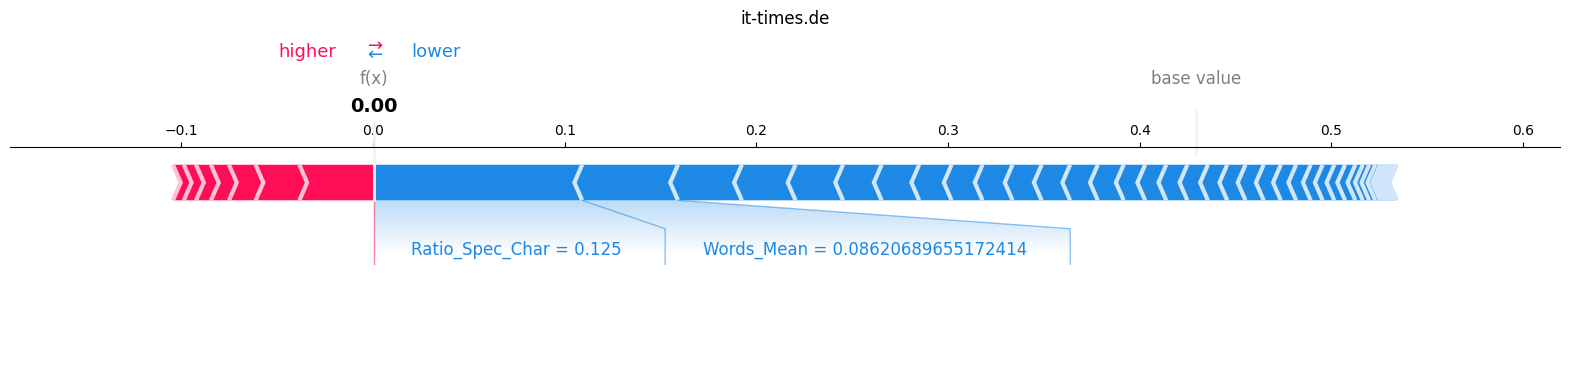 it-times.de
higher ⇄ lower
f(x) base value
0.00
−0.1 0.0 0.1 0.2 0.3 0.4 0.5 0.6
Ratio_Spec_Char = 0.125 Words_Mean = 0.08620689655172414